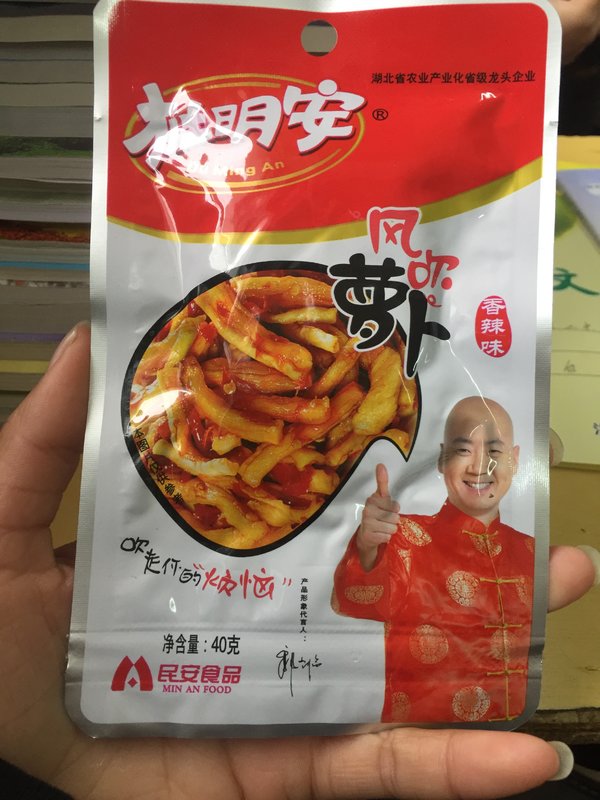 湖北省农业产业化省级龙头企业
明安
®
Ming An
风吹
萝卜
香辣味
吹走你的“烦恼”
产品形象代言人：
净含量：40克
民安食品
MIN AN FOOD